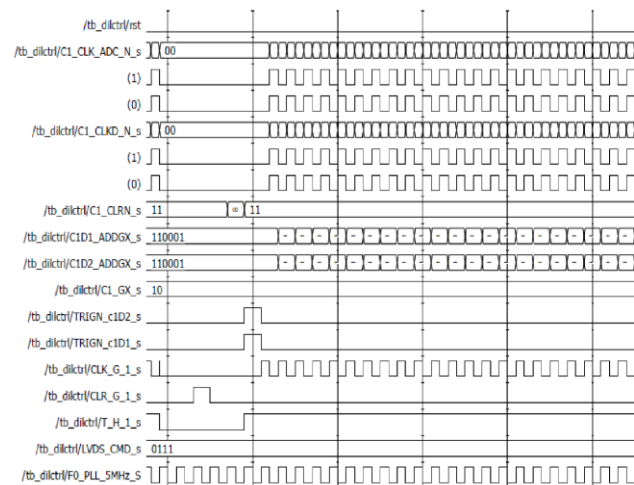 /tb_dilctrl/rst
/tb_dilctrl/C1_CLK_ADC_N_s 00
(1)
(0)
/tb_dilctrl/C1_CLKD_N_s 00
(1)
(0)
/tb_dilctrl/C1_CLRN_s 11 11
/tb_dilctrl/C1D1_ADDGX_s 110001 - - - - - - - - - - - - - - - - - - - - -
/tb_dilctrl/C1D2_ADDGX_s 110001 - - - - - - - - - - - - - - - - - - - - -
/tb_dilctrl/C1_GX_s 10
/tb_dilctrl/TRIGN_c1D2_s
/tb_dilctrl/TRIGN_c1D1_s
/tb_dilctrl/CLK_G_1_s
/tb_dilctrl/CLR_G_1_s
/tb_dilctrl/T_H_1_s
/tb_dilctrl/LVDS_CMD_s 0111
/tb_dilctrl/F0_PLL_5MHz_S